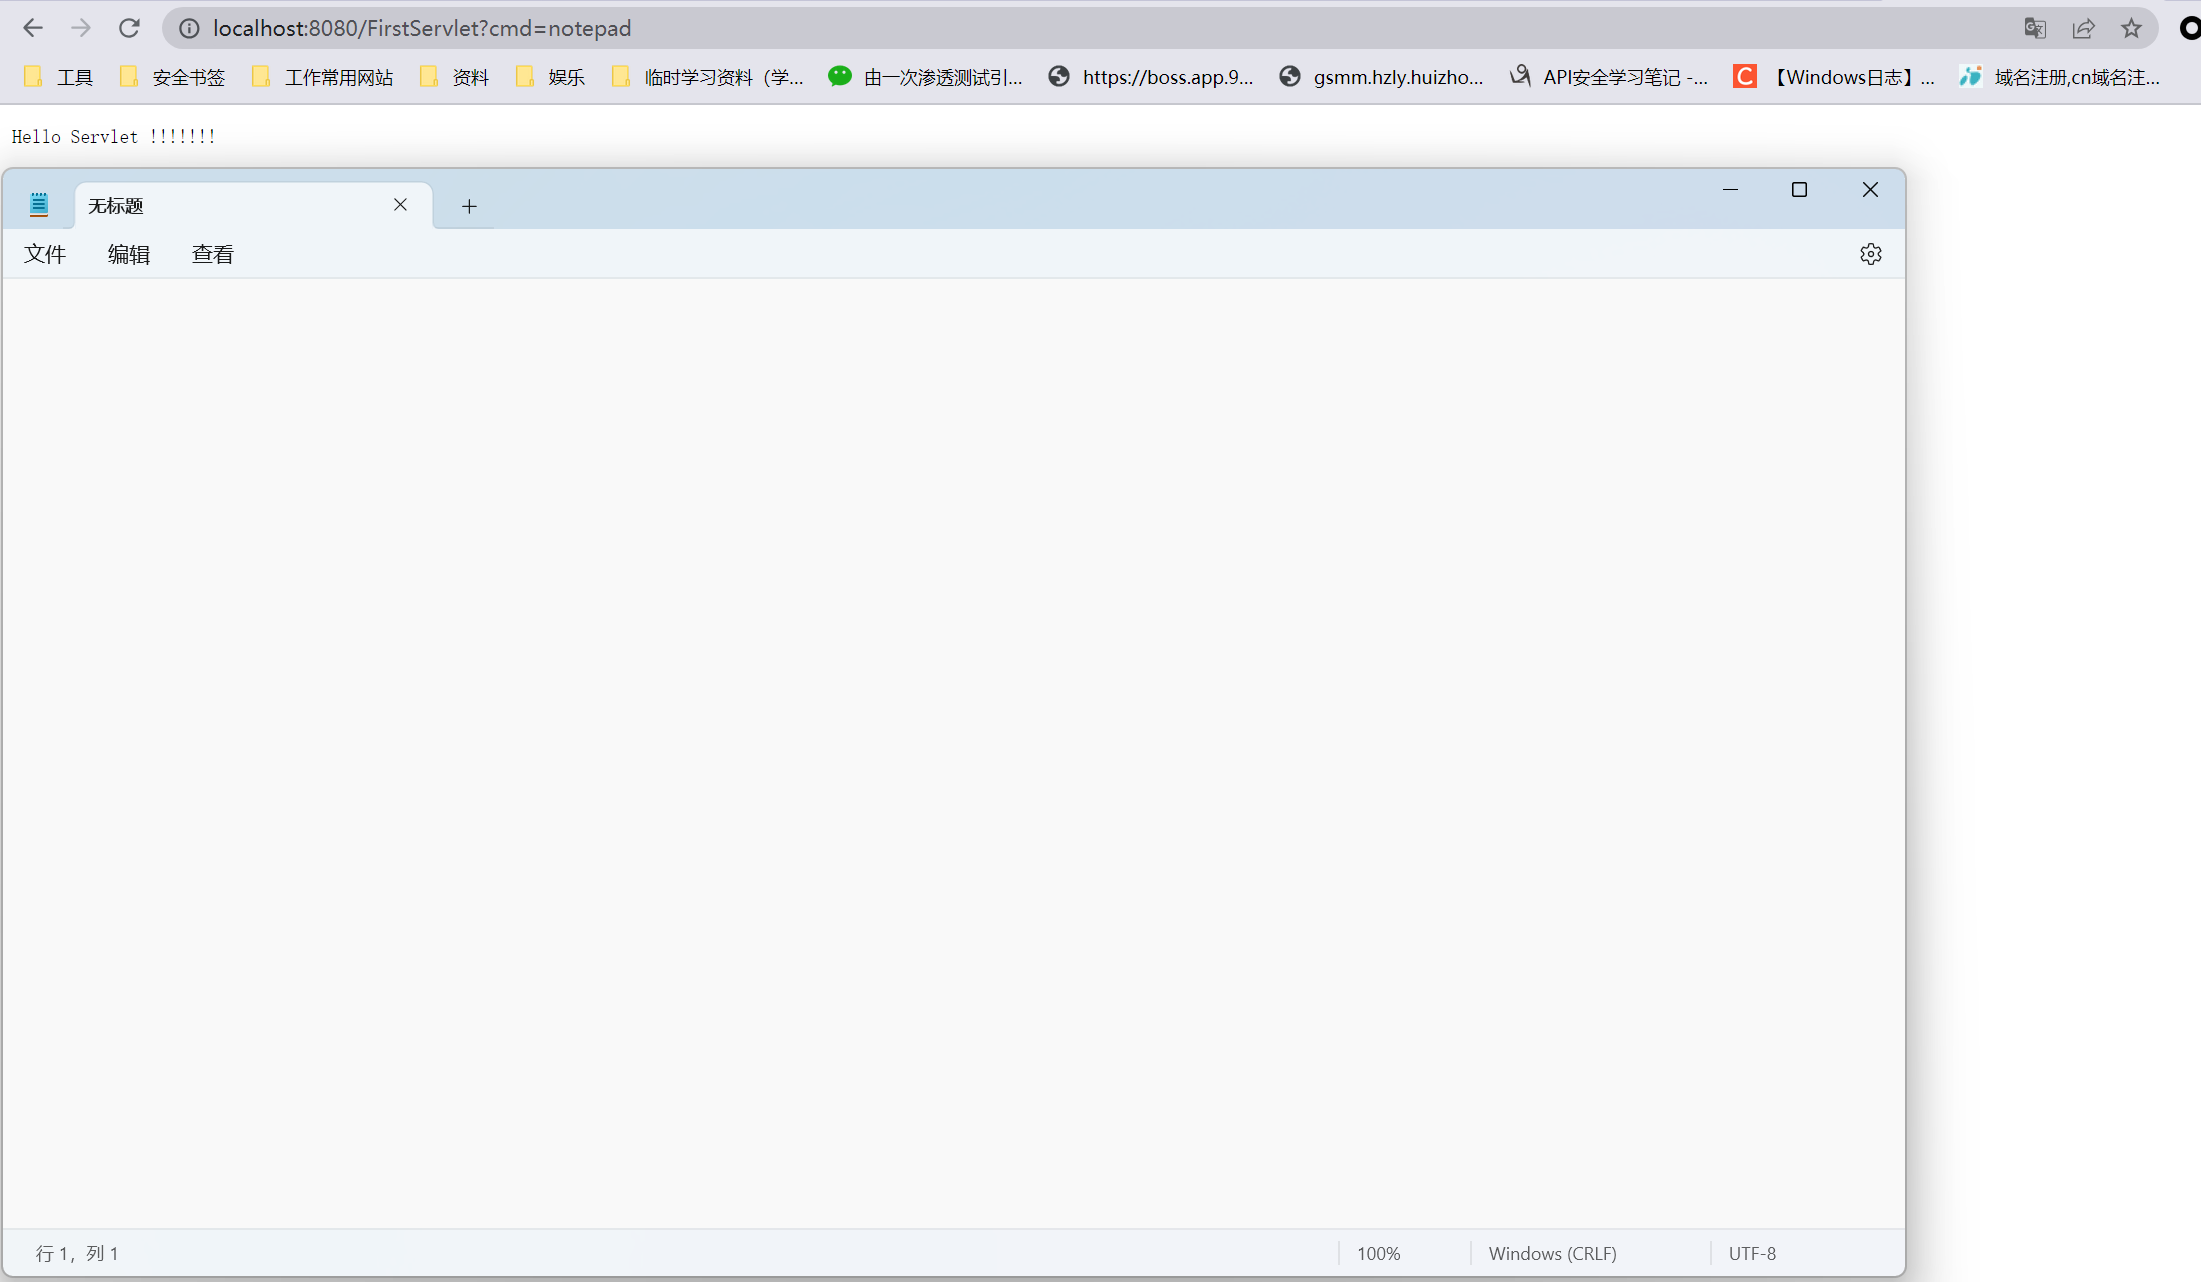 localhost:8080/FirstServlet?cmd=notepad
工具 安全书签 工作常用网站 资料 娱乐 临时学习资料（学... 由一次渗透测试引... https://boss.app.9... gsmm.hzly.huizho... API安全学习笔记 -... 【Windows日志】... 域名注册,cn域名注...
Hello Servlet !!!!!!!
无标题
文件 编辑 查看
行 1，列 1 100% Windows (CRLF) UTF-8